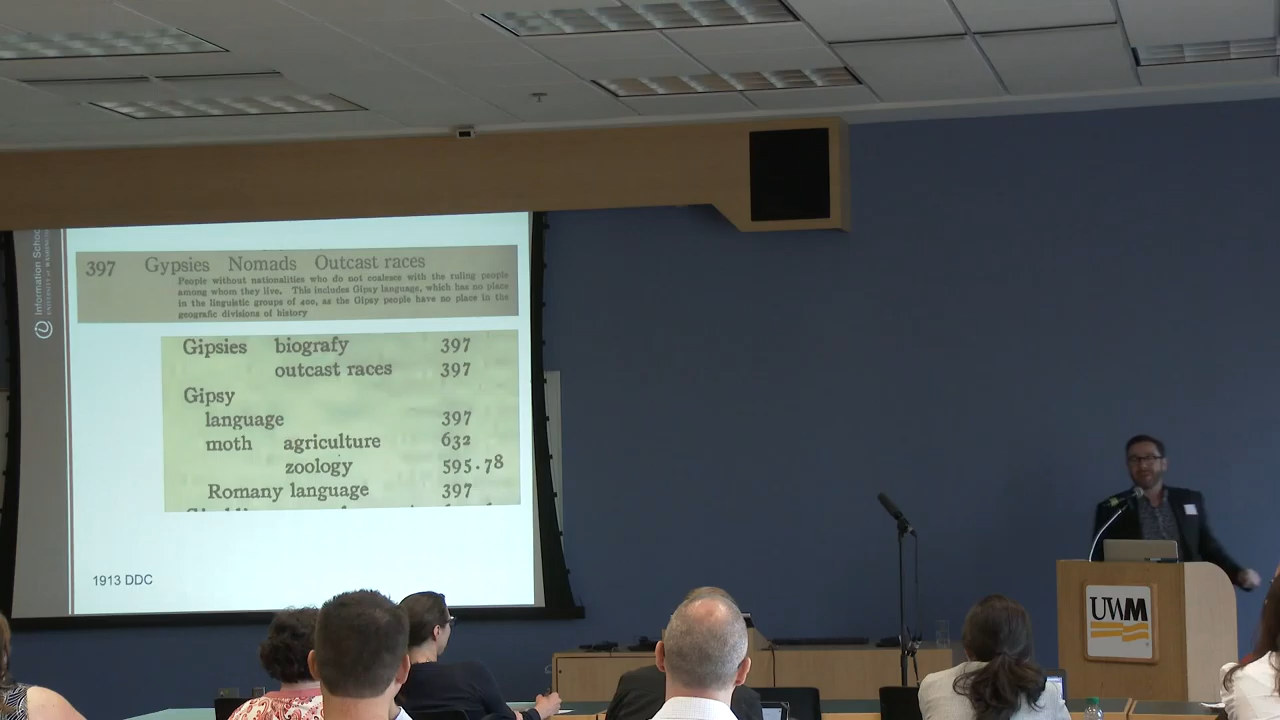 Information School
397 Gypsies Nomads Outcast races
People without nationalities who do not coalesce with the ruling people
among whom they live. This includes Gipsy language, which has no place
in the linguistic groups of 400, as the Gipsy people have no place in the
geografic divisions of history
Gipsies biografy 397
outcast races 397
Gipsy
language 397
moth agriculture 632
zoology 595.78
Romany language 397
1913 DDC
UWM